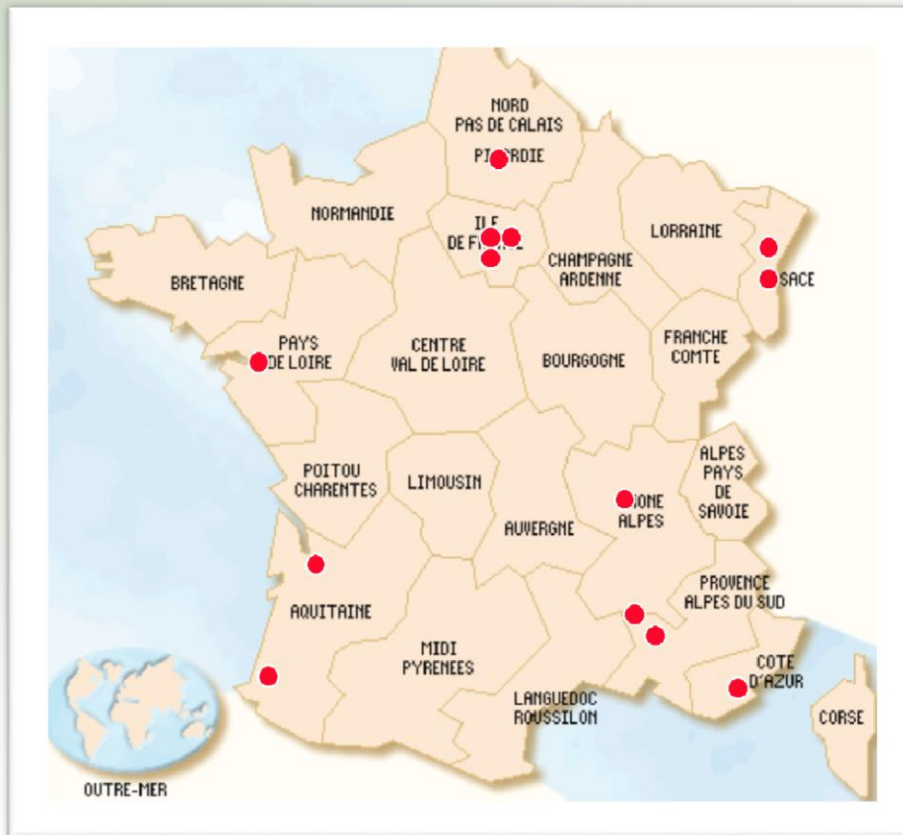 NORD
PAS DE CALAIS
NORMANDIE
DE
LORRAINE
CHAMPAGNE
ARDENNE
BRETAGNE
PAYS
DE LOIRE
CENTRE
VAL DE LOIRE
BOURGOGNE
FRANCHE
COMTE
POITOU
CHARENTES
LIMOUSIN
AUVERGNE
ALPES
ALPES
PAYS
DE
SAVOIE
AQUITAINE
MIDI
PYRENEES
LANGUEDOC
ROUSSILON
PROVENCE
ALPES DU SUD
COTE
D'AZUR
CORSE
OUTRE-MER